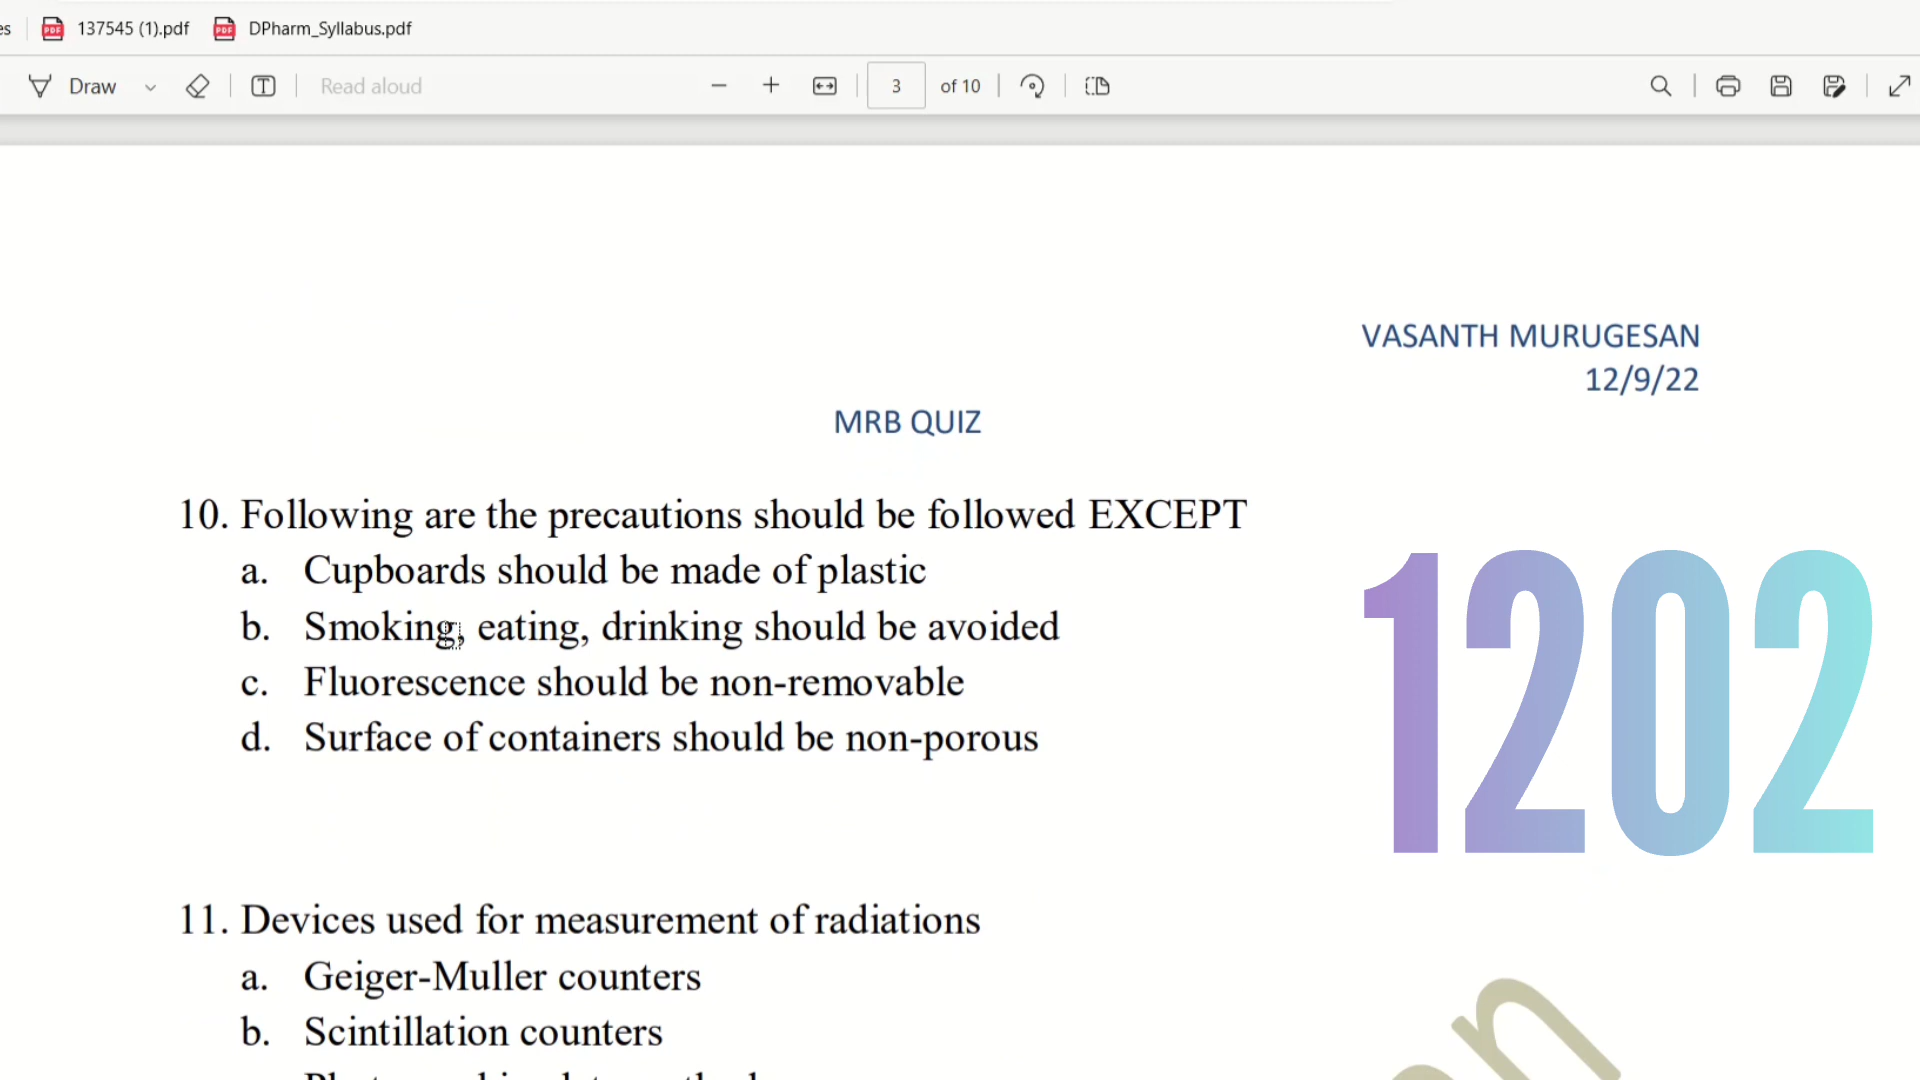 es 137545 (1).pdf DPharm_Syllabus.pdf
Draw Read aloud 3 of 10
VASANTH MURUGESAN
12/9/22
MRB QUIZ
10. Following are the precautions should be followed EXCEPT
a. Cupboards should be made of plastic
b. Smoking, eating, drinking should be avoided
c. Fluorescence should be non-removable
d. Surface of containers should be non-porous
1202
11. Devices used for measurement of radiations
a. Geiger-Muller counters
b. Scintillation counters